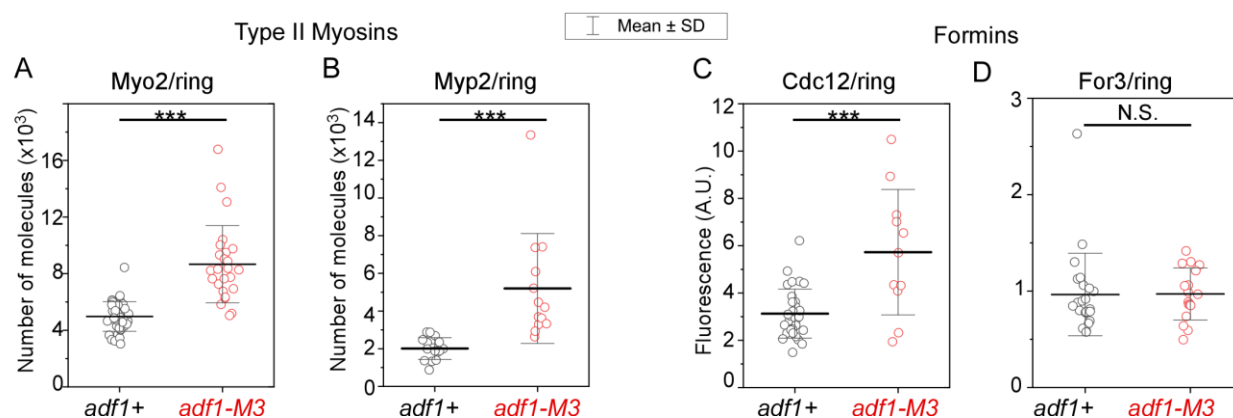 Type II Myosins
Mean ± SD
Formins
A
Myo2/ring
Number of molecules (x10³)
16
12
8
4
0
***
adf1+
adf1-M3
B
Myp2/ring
Number of molecules (x10³)
14
12
10
8
6
4
2
0
***
adf1+
adf1-M3
C
Cdc12/ring
Fluorescence (A.U.)
12
10
8
6
4
2
0
***
adf1+
adf1-M3
D
For3/ring
3
2
1
0
N.S.
adf1+
adf1-M3